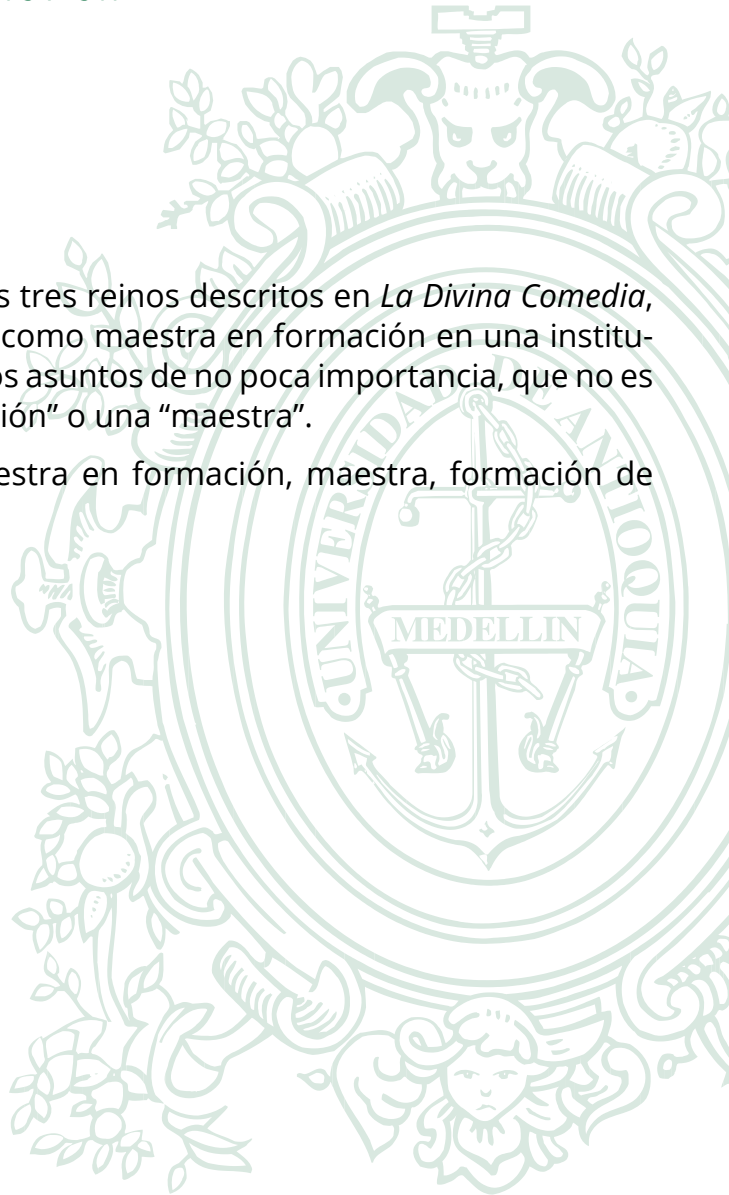 s tres reinos descritos en La Divina Comedia,
como maestra en formación en una institu-
os asuntos de no poca importancia, que no es
ión” o una “maestra”.
estra en formación, maestra, formación de
UNIVERSIDAD DE ANTIOQUIA
MEDELLIN